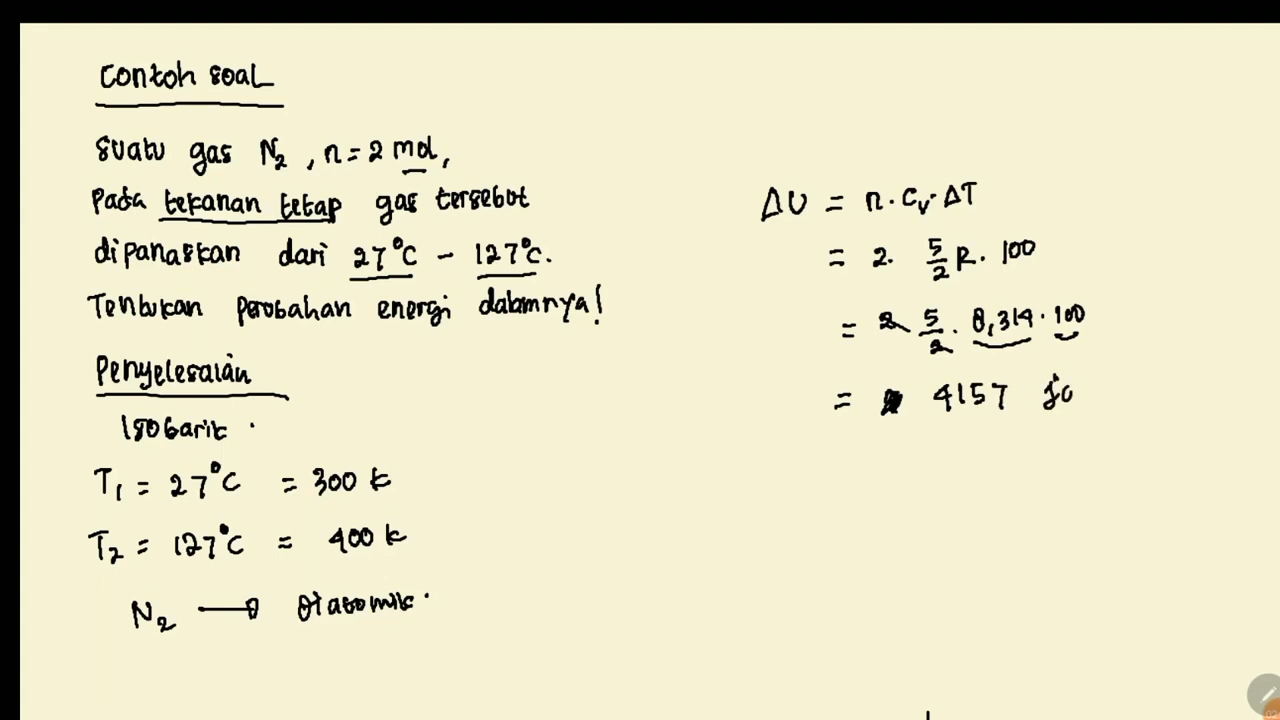 Contoh soal
Suatu gas N₂, n = 2 mol,
Pada tekanan tetap gas tersebut
dipanaskan dari 27°C - 127°C.
Tentukan perubahan energi dalamnya!
Penyelesaian
Isobarik.
T₁ = 27°C = 300 k
T₂ = 127°C = 400 k
N₂ → Diatomik.
ΔU = n · Cv · ΔT
= 2. 5/2 R. 100
= 2 5/2 . 8,314 . 100
= 4157 jo